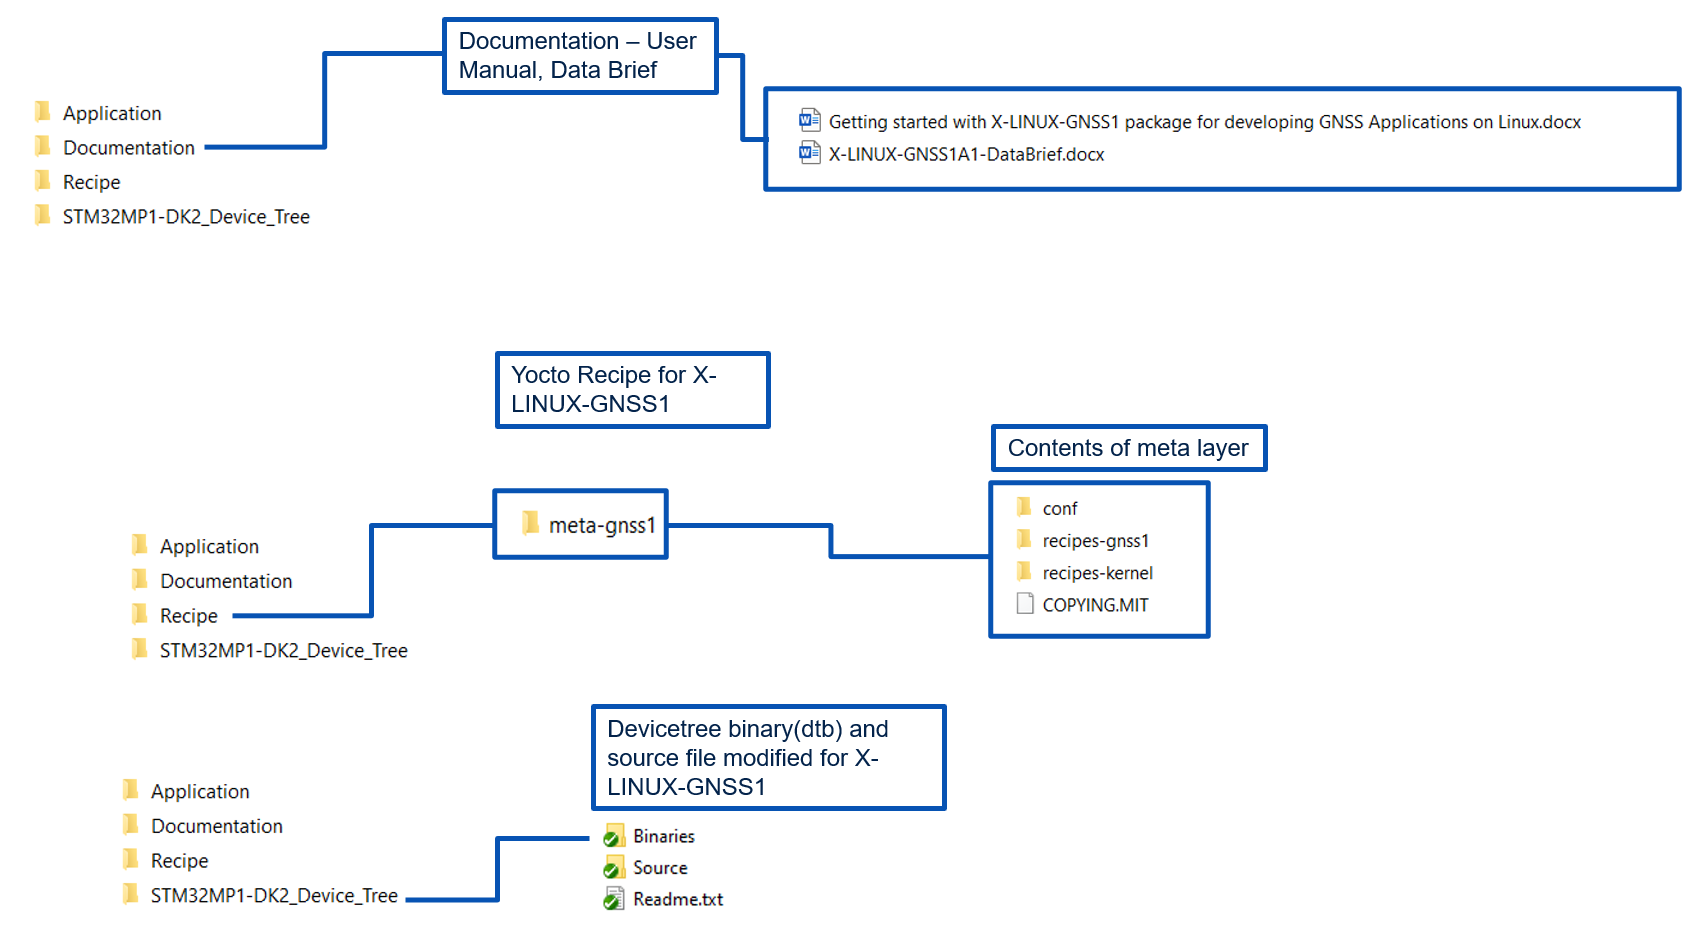 Documentation – User
Manual, Data Brief
Application
Documentation
Recipe
STM32MP1-DK2_Device_Tree
Getting started with X-LINUX-GNSS1 package for developing GNSS Applications on Linux.docx
X-LINUX-GNSS1A1-DataBrief.docx
Yocto Recipe for X-
LINUX-GNSS1
Contents of meta layer
Application
Documentation
Recipe
STM32MP1-DK2_Device_Tree
meta-gnss1
conf
recipes-gnss1
recipes-kernel
COPYING.MIT
Devicetree binary(dtb) and
source file modified for X-
LINUX-GNSS1
Application
Documentation
Recipe
STM32MP1-DK2_Device_Tree
Binaries
Source
Readme.txt